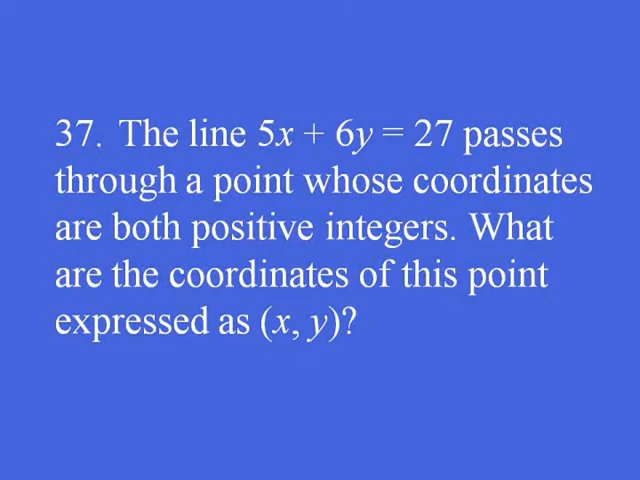 37. The line 5x + 6y = 27 passes
through a point whose coordinates
are both positive integers. What
are the coordinates of this point
expressed as (x, y)?